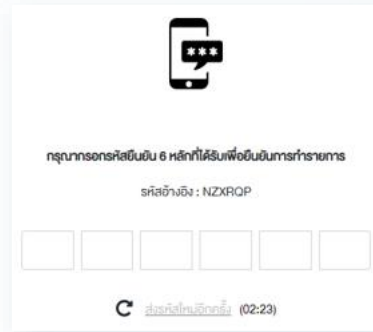 ***
กรุณากรอกรหัสยืนยัน 6 หลักที่ได้รับเพื่อยืนยันการทำรายการ
รหัสอ้างอิง : NZXRQP
ส่งรหัสใหม่อีกครั้ง (02:23)